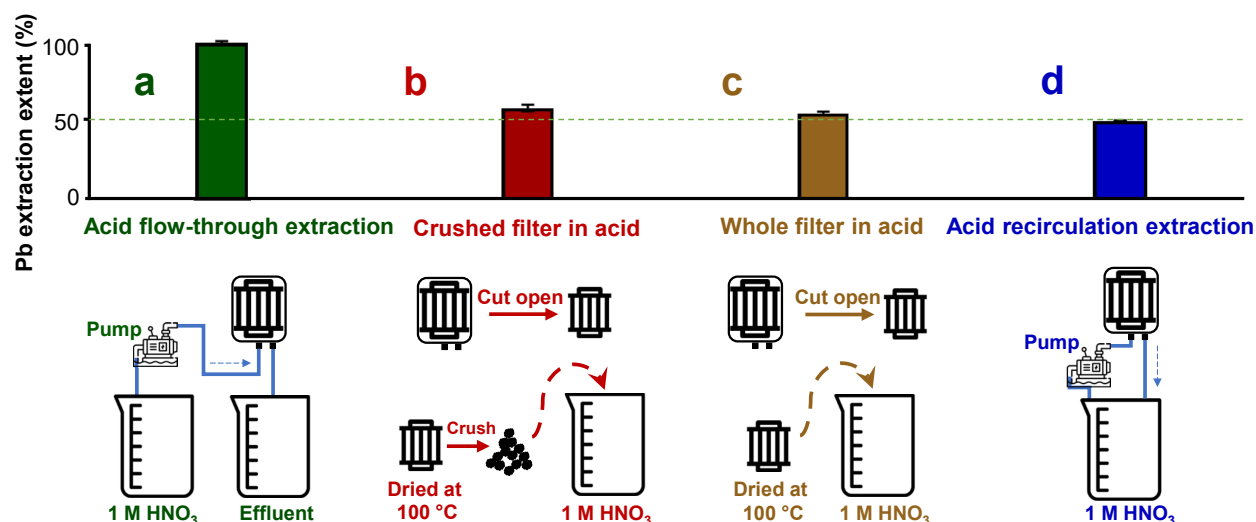 Pb extraction extent (%)
100
50
0
a
b
c
d
Acid flow-through extraction
Crushed filter in acid
Whole filter in acid
Acid recirculation extraction
Pump
1 M HNO₃
Effluent
Cut open
Crush
Dried at
100 °C
1 M HNO₃
Cut open
Dried at
100 °C
1 M HNO₃
Pump
1 M HNO₃